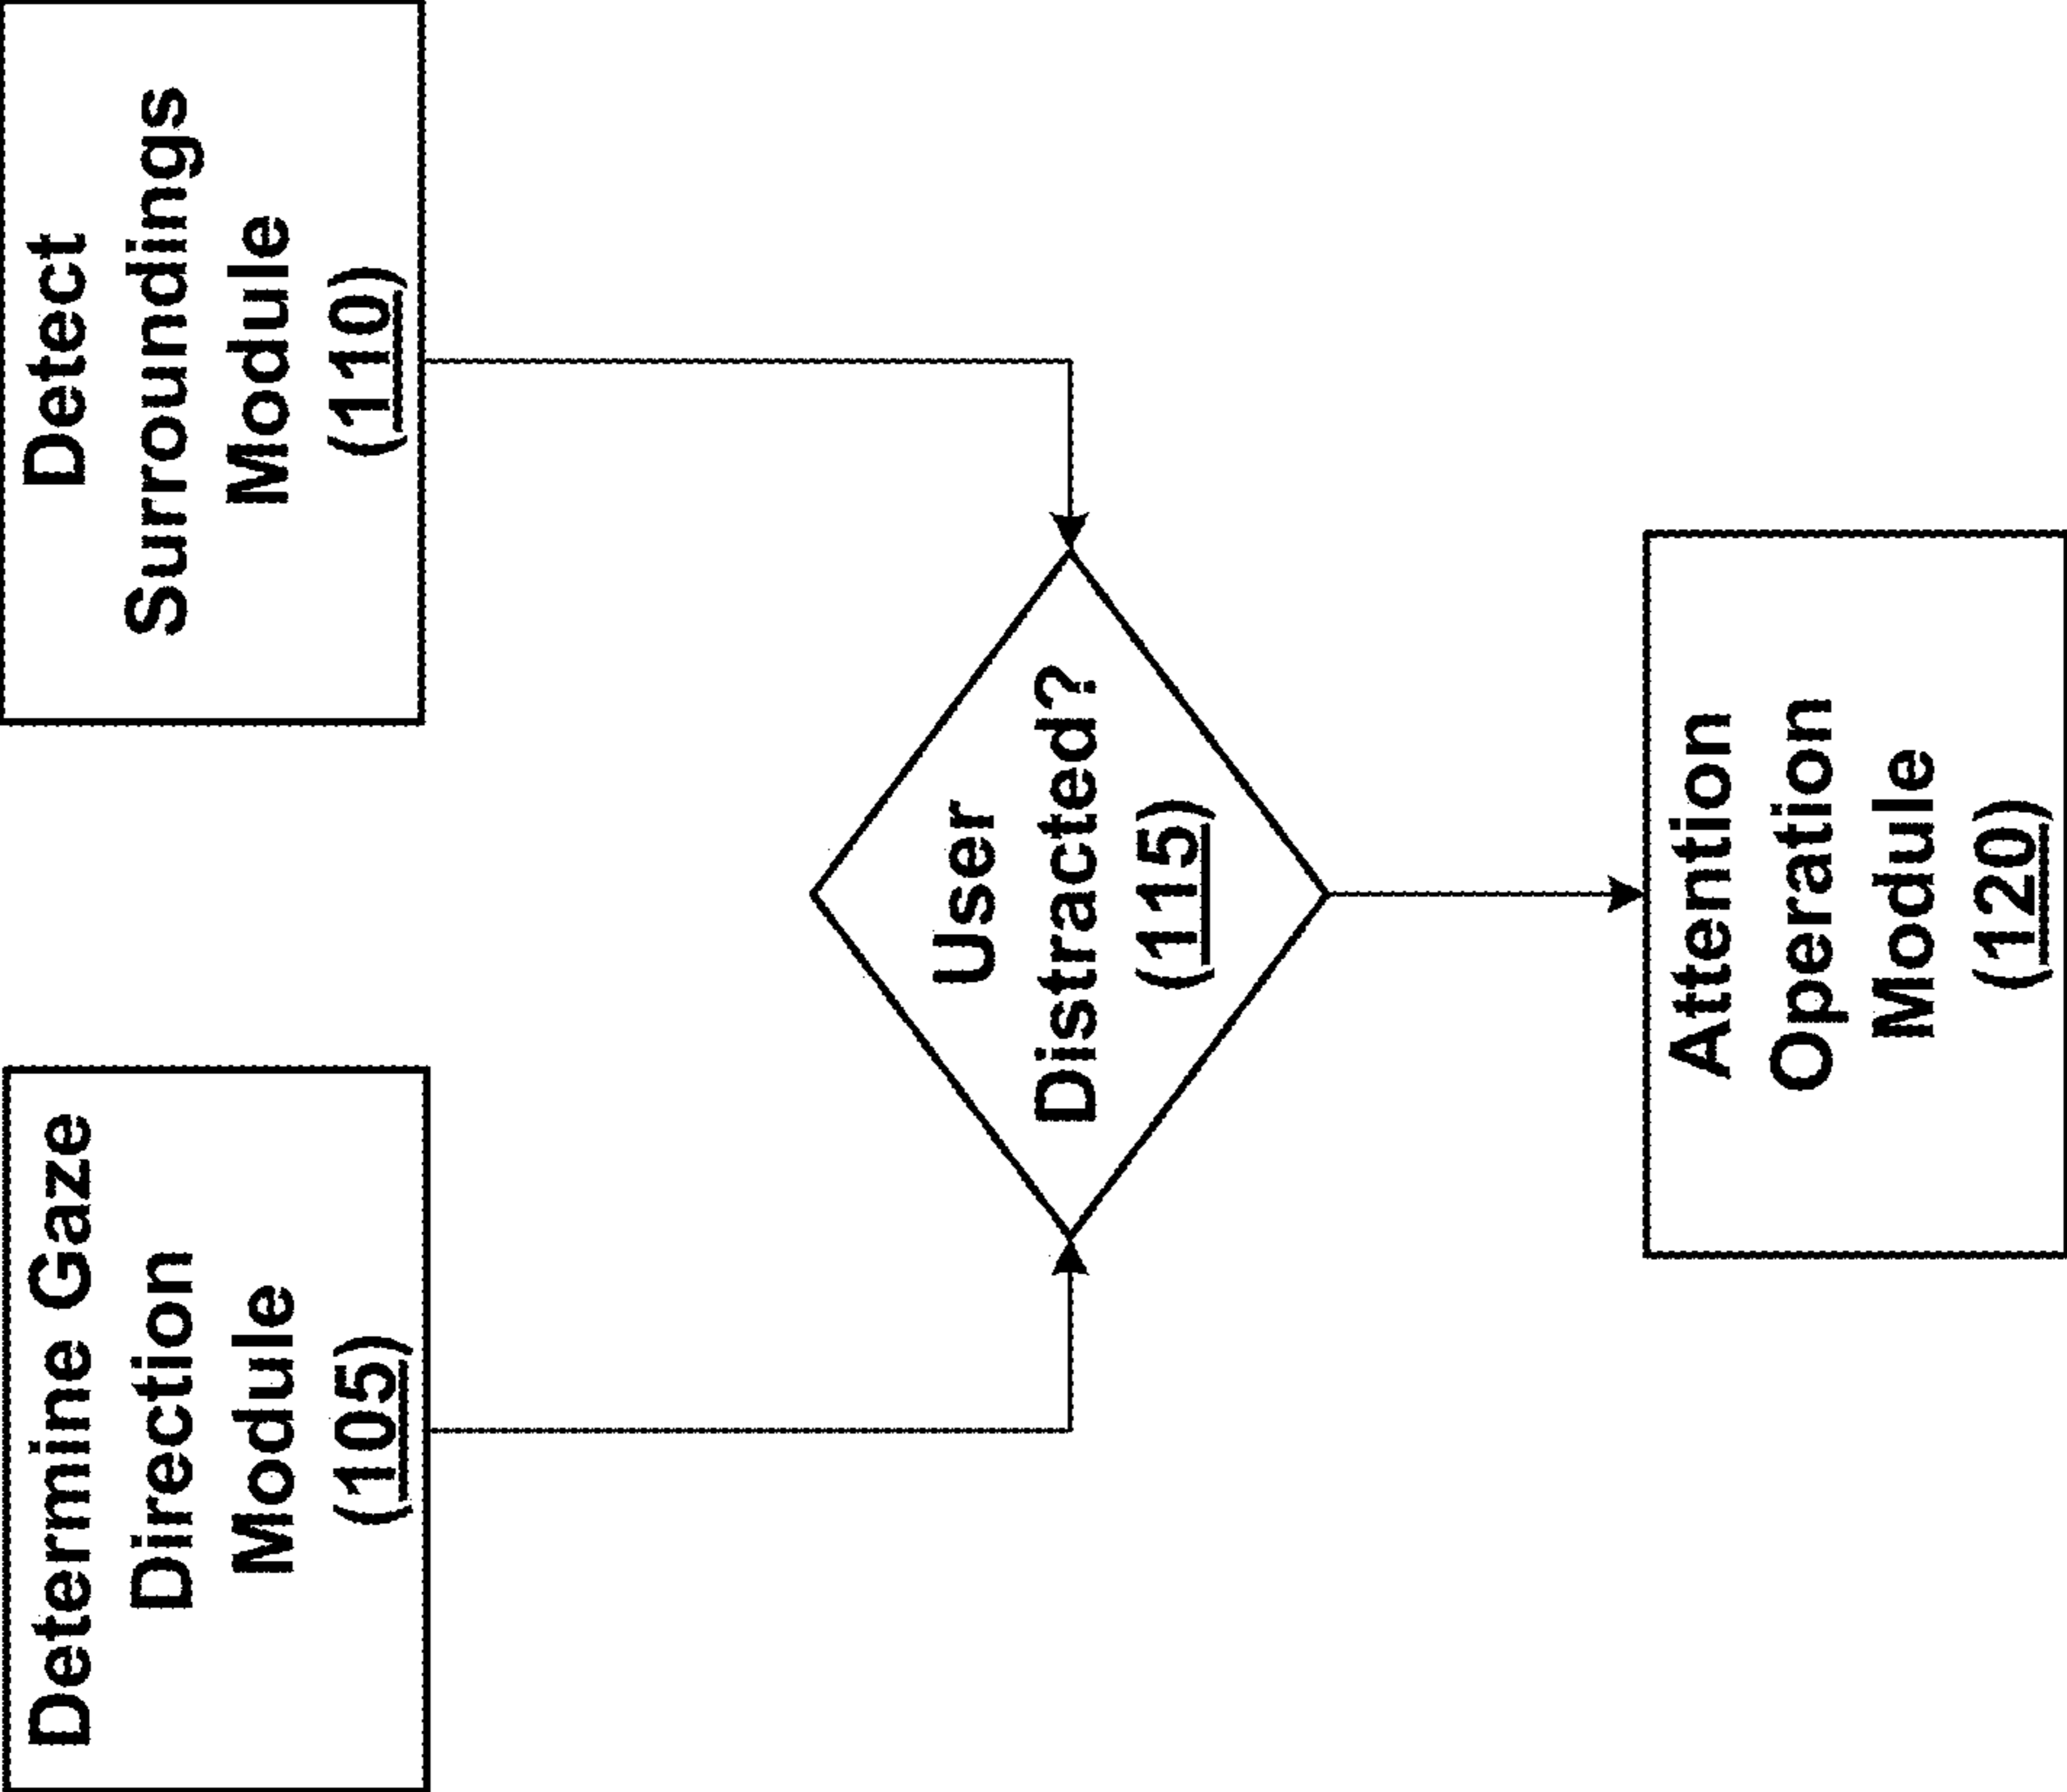 Determine Gaze
Direction
Module
(105)
Detect
Surroundings
Module
(110)
User
Distracted?
(115)
Attention
Operation
Module
(120)